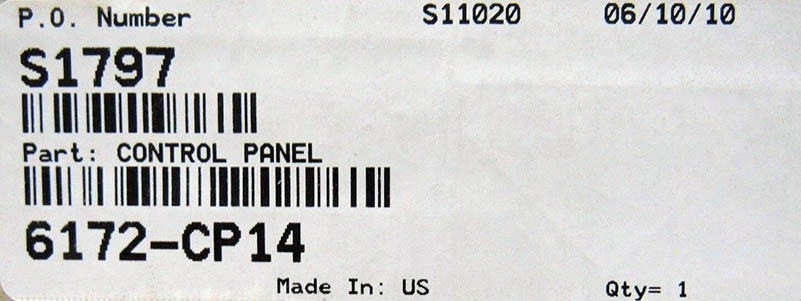 P.O. Number S11020 06/10/10
S1797
Part: CONTROL PANEL
6172-CP14
Made In: US Qty= 1